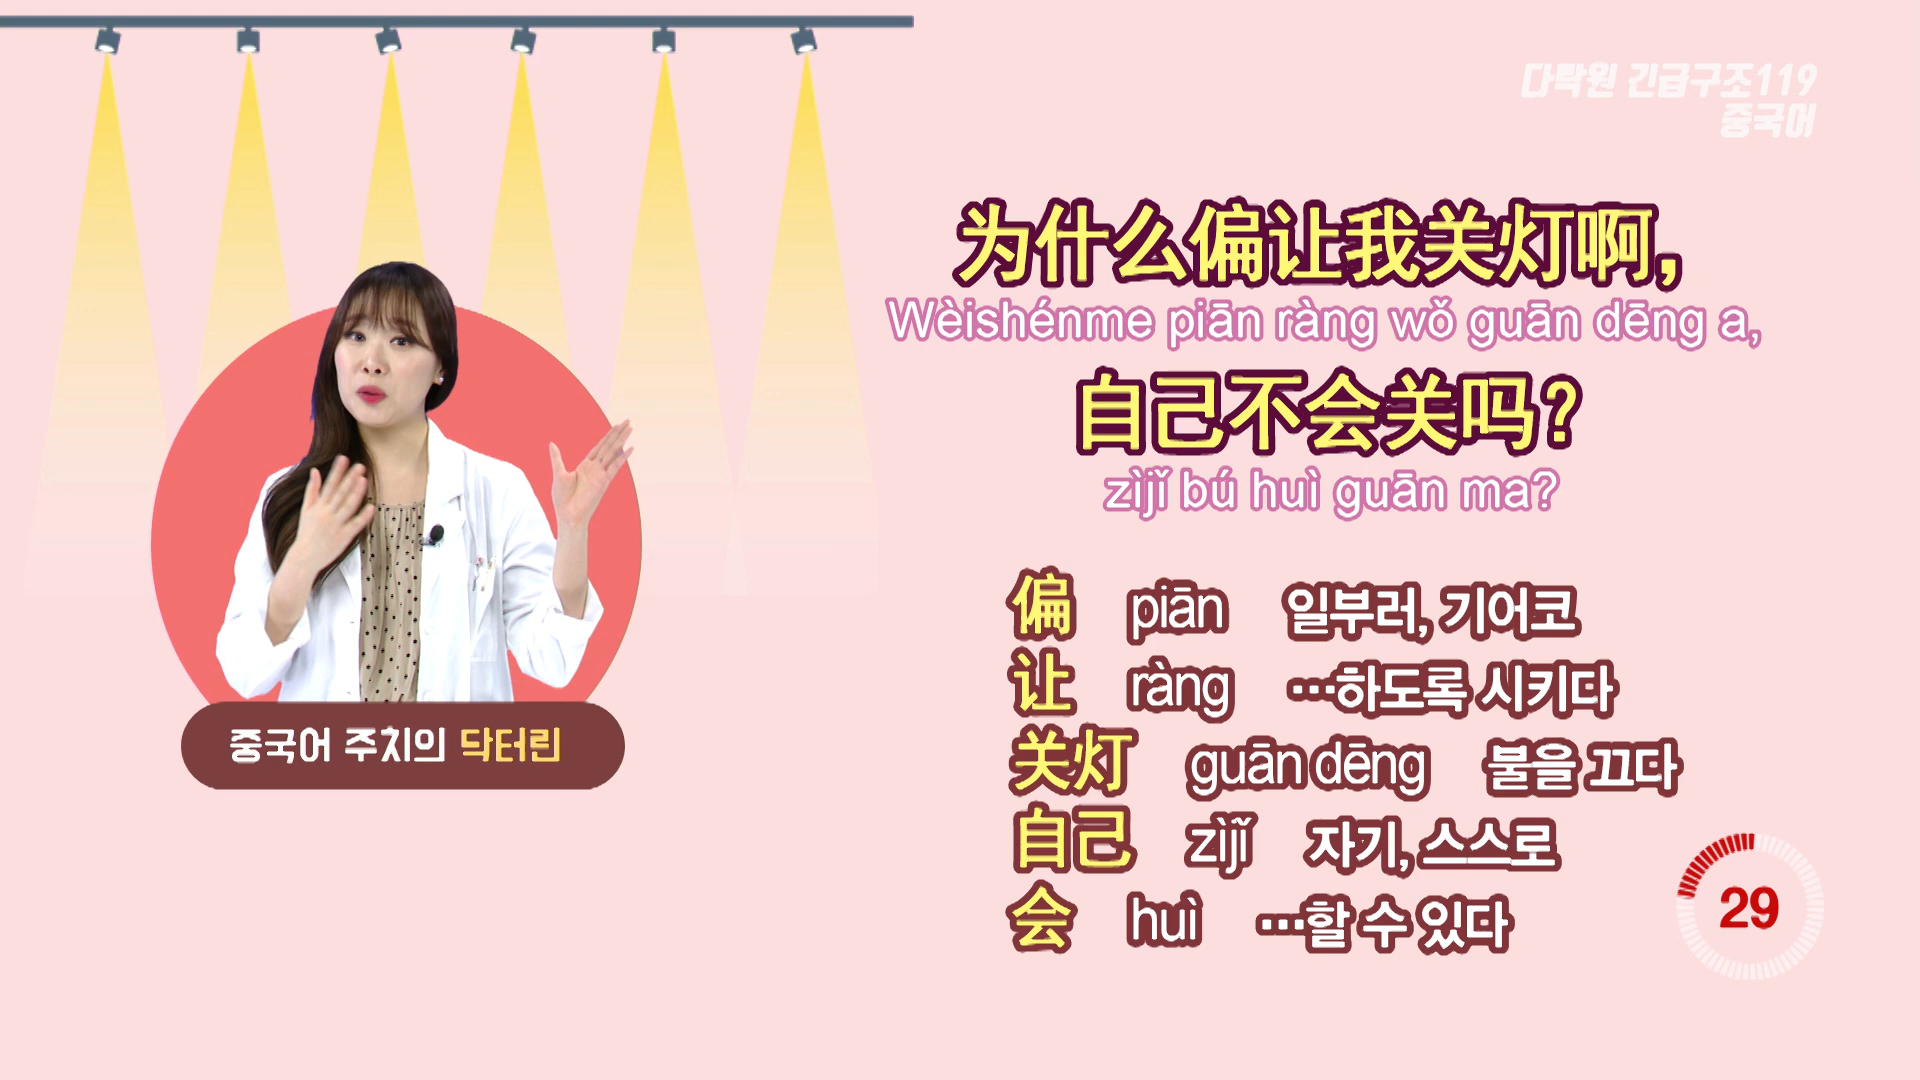 다락원 긴급구조119
중국어
为什么偏让我关灯啊,
Wèishénme piān ràng wǒ guān dēng a,
自己不会关吗?
zìjǐ bú huì guān ma?
偏 piān 일부러, 기어코
让 ràng …하도록 시키다
关灯 guān dēng 불을 끄다
自己 zìjǐ 자기, 스스로
会 huì …할 수 있다
중국어 주치의 닥터린
29